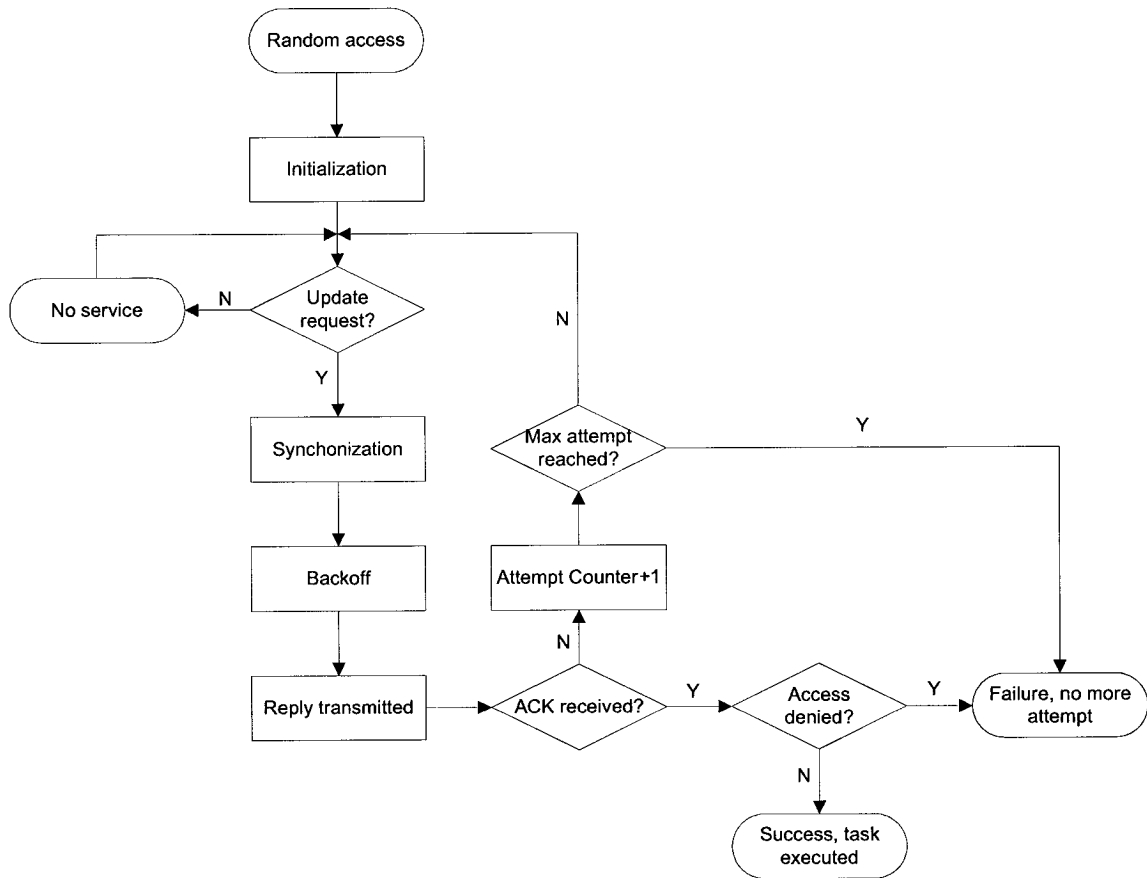 Random access
Initialization
No service
N
Update
request?
N
Y
Synchonization
Max attempt
reached?
Y
Backoff
Attempt Counter+1
N
Reply transmitted
ACK received?
Y
Access
denied?
Y
Failure, no more
attempt
N
Success, task
executed